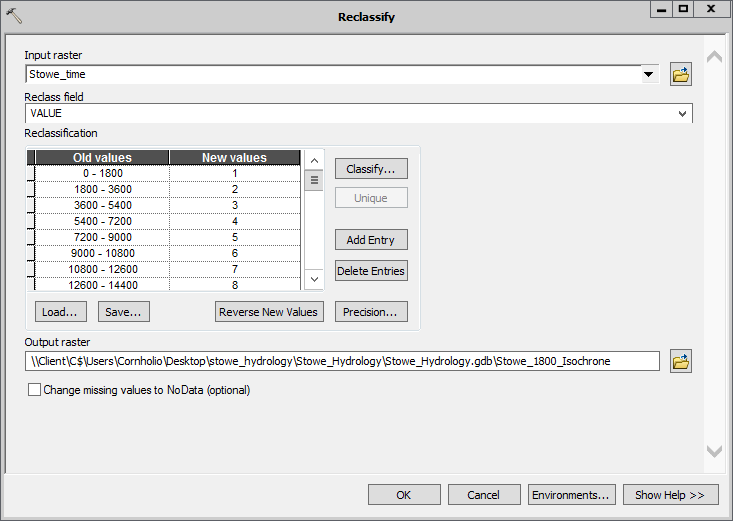 Reclassify
Input raster
Stowe_time
Reclass field
VALUE
Reclassification
Old values New values
0 - 1800 1
1800 - 3600 2
3600 - 5400 3
5400 - 7200 4
7200 - 9000 5
9000 - 10800 6
10800 - 12600 7
12600 - 14400 8
Classify...
Unique
Add Entry
Delete Entries
Load... Save... Reverse New Values Precision...
Output raster
\\Client\C$\Users\Cornholio\Desktop\stowe_hydrology\Stowe_Hydrology\Stowe_Hydrology.gdb\Stowe_1800_Isochrone
Change missing values to NoData (optional)
OK Cancel Environments... Show Help >>